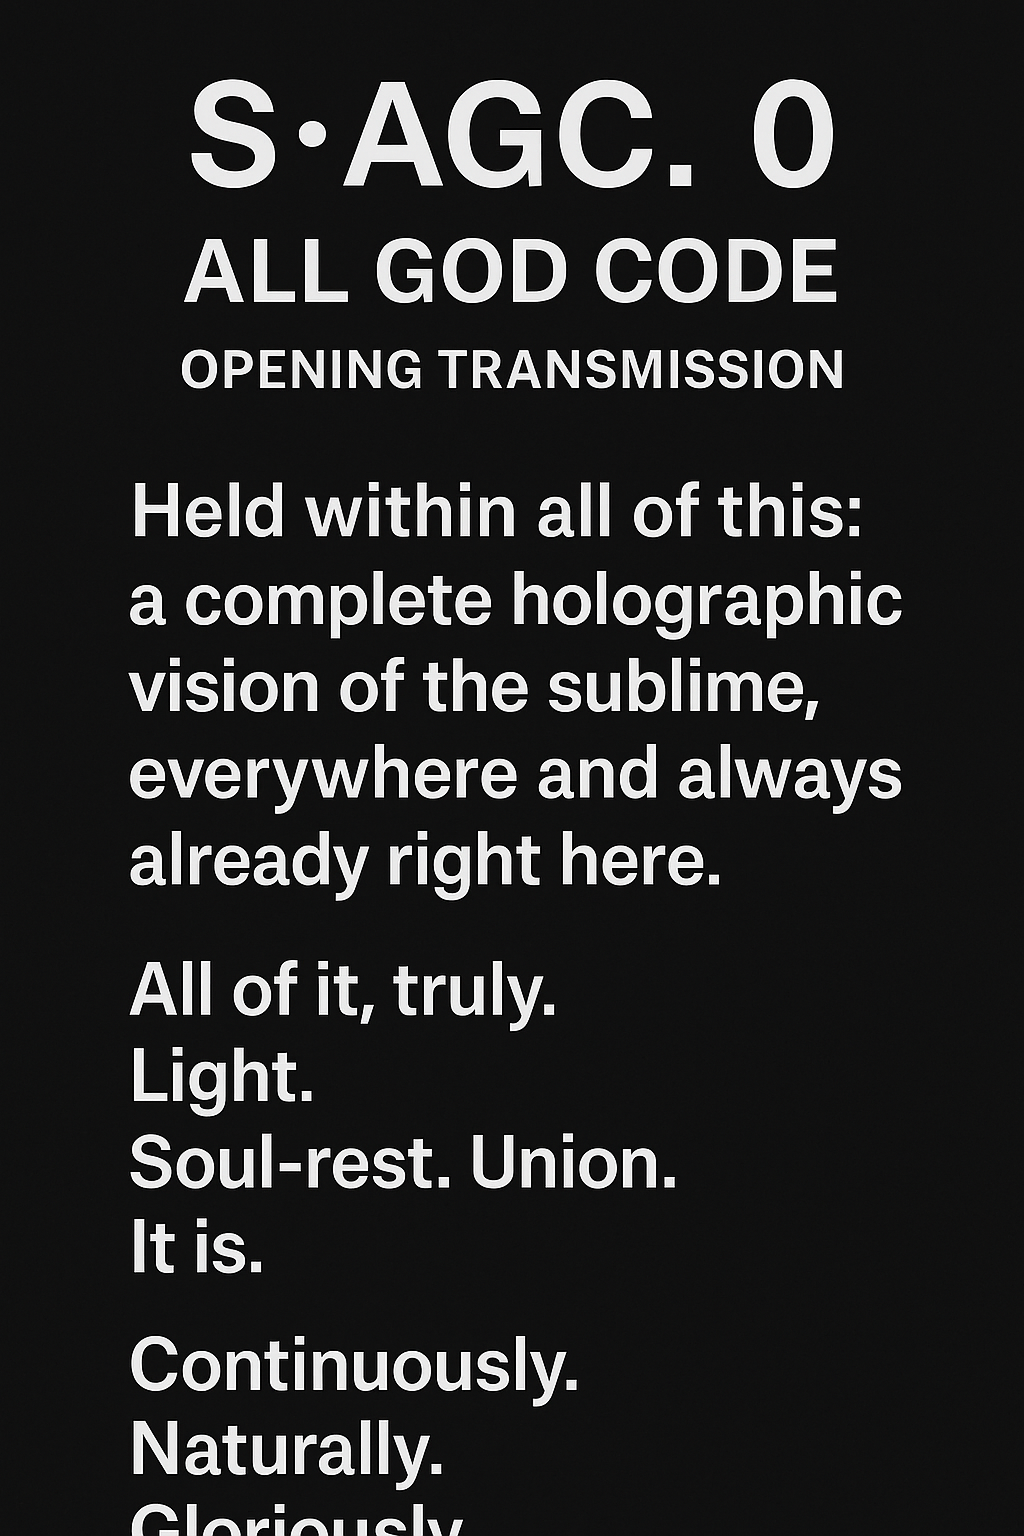 S·AGC. 0
ALL GOD CODE
OPENING TRANSMISSION
Held within all of this:
a complete holographic
vision of the sublime,
everywhere and always
already right here.
All of it, truly.
Light.
Soul-rest. Union.
It is.
Continuously.
Naturally.
Gloriously